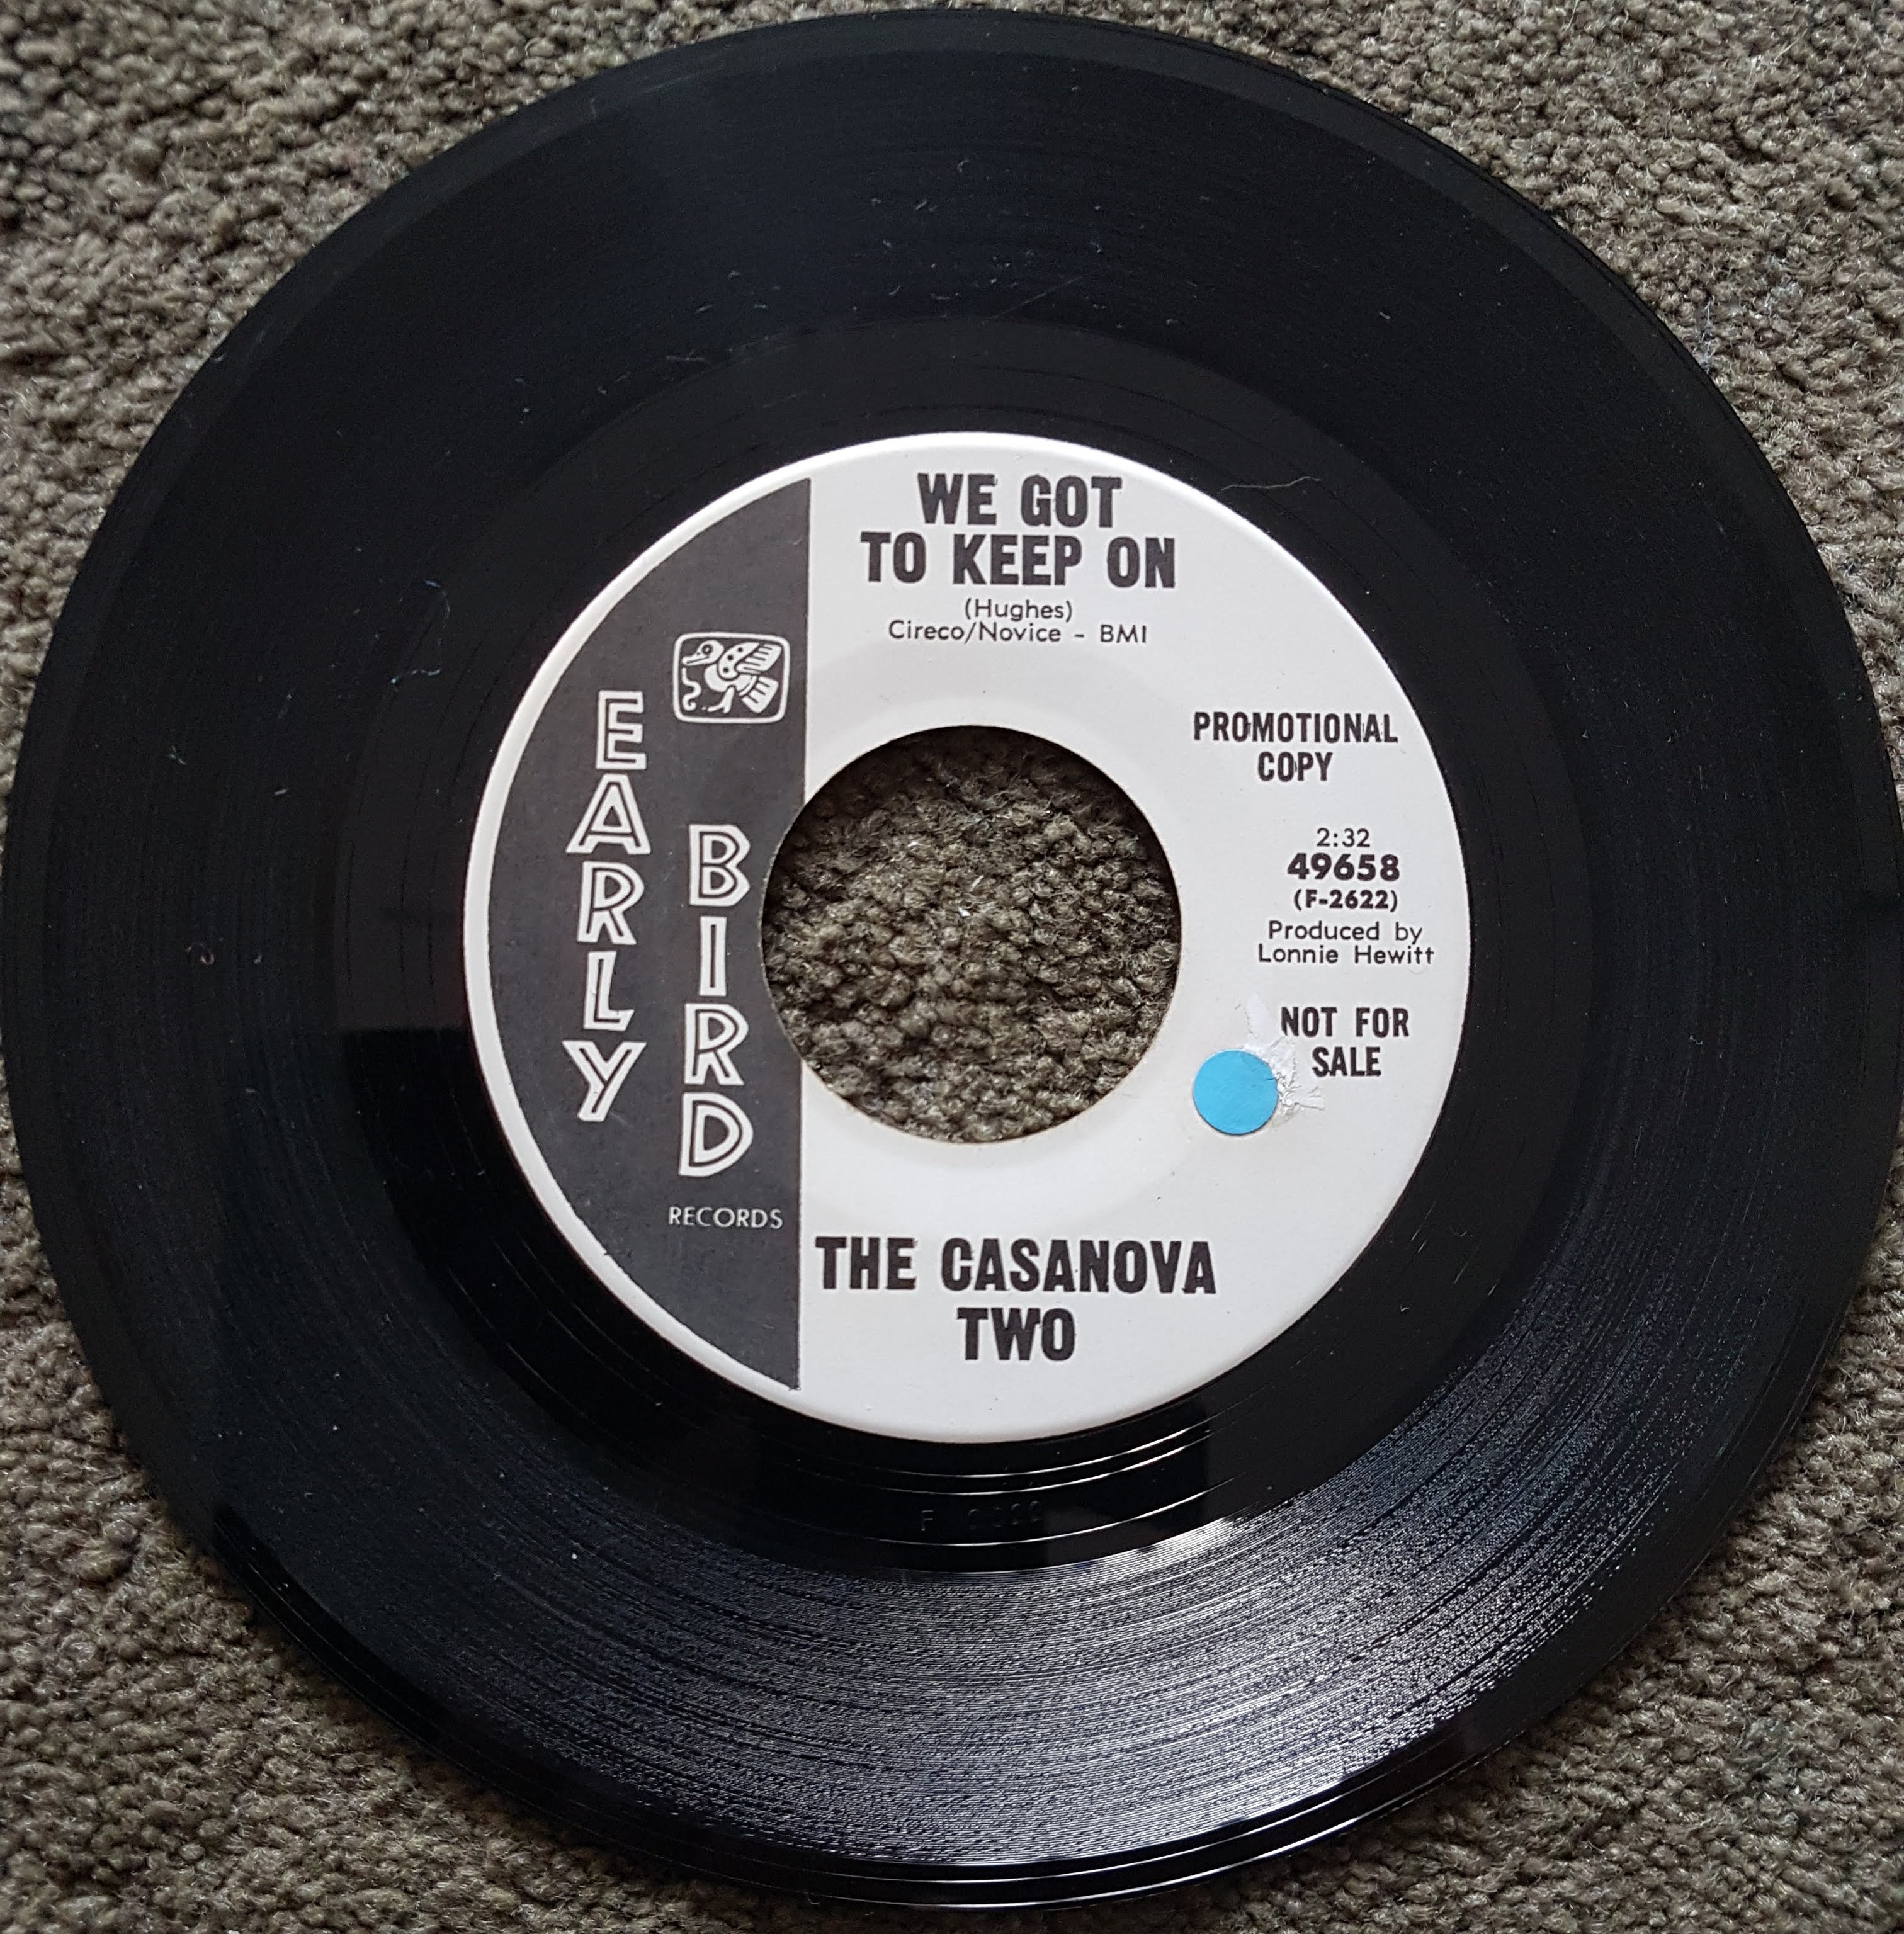 WE GOT
TO KEEP ON
(Hughes)
Cireco/Novice - BMI
EARLY
BIRD
RECORDS
PROMOTIONAL
COPY
2:32
49658
(F-2622)
Produced by
Lonnie Hewitt
NOT FOR
SALE
THE CASANOVA
TWO